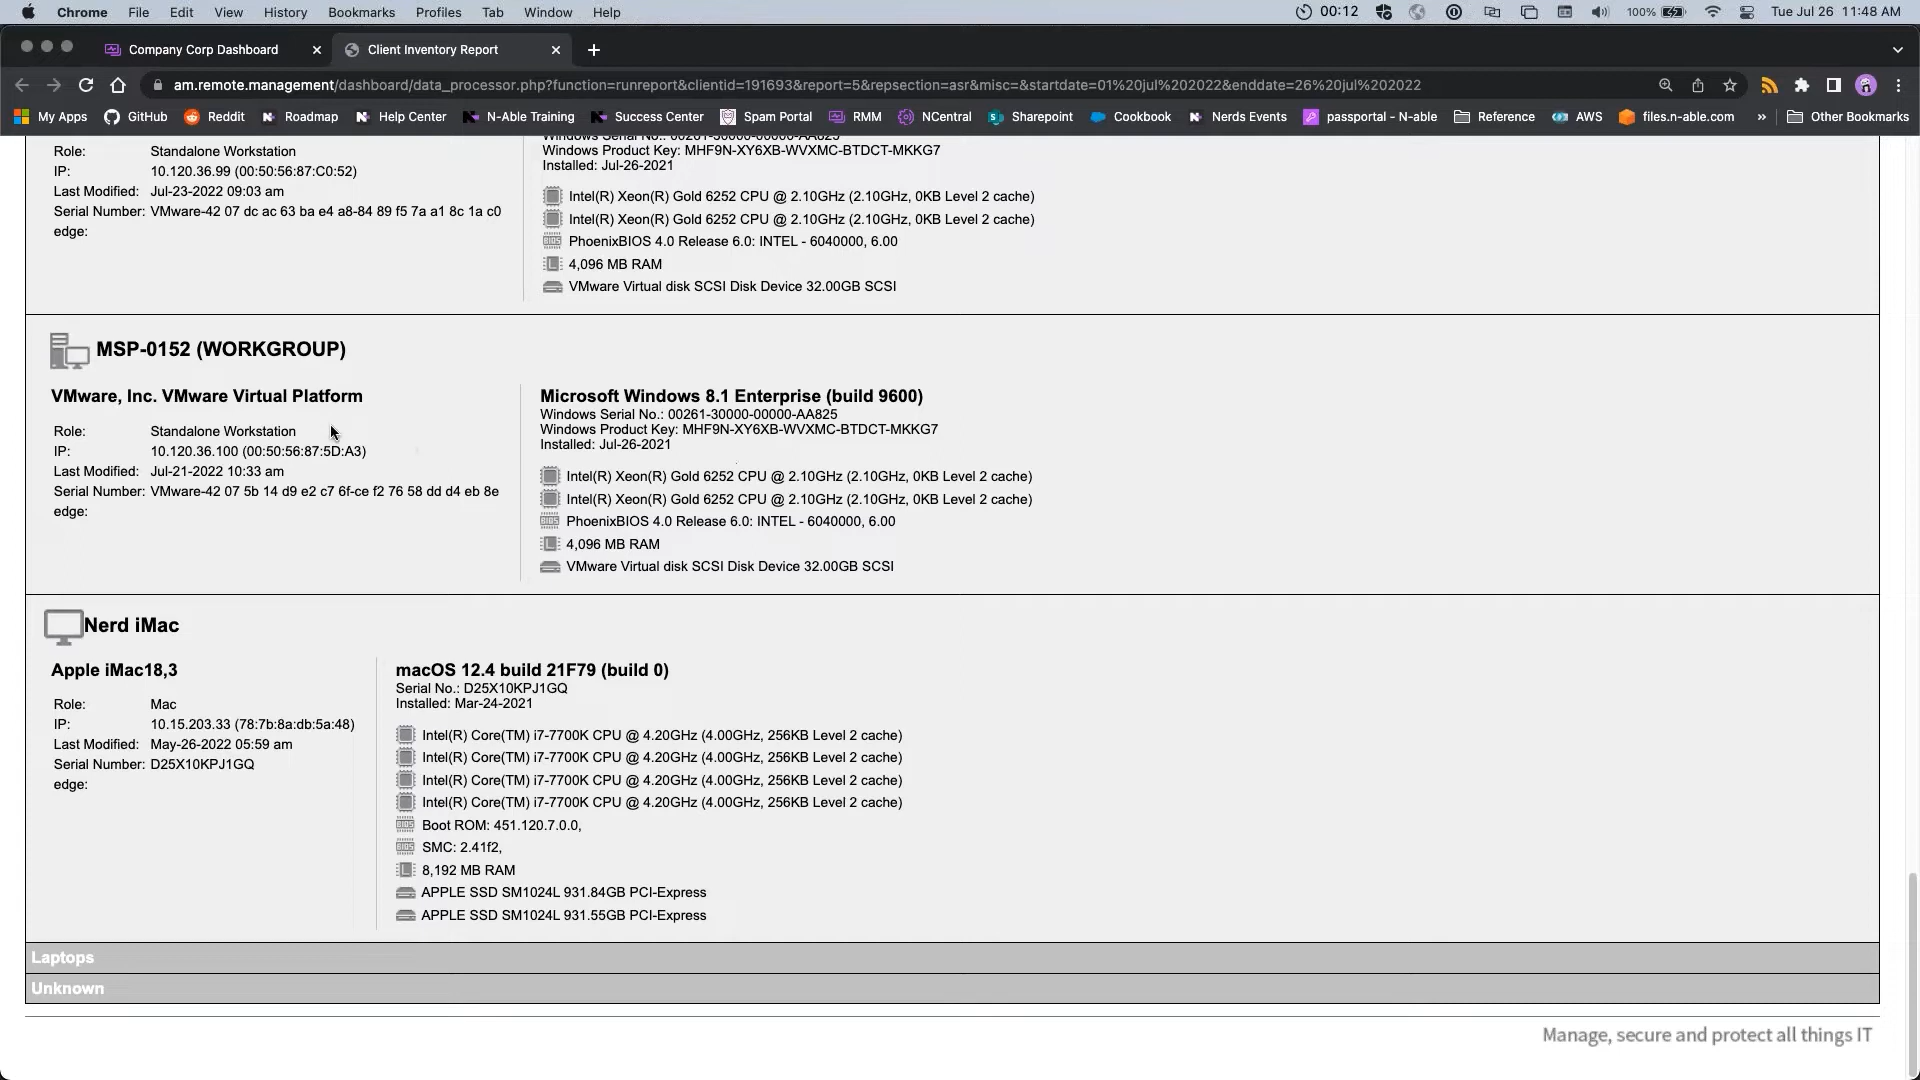 Chrome File Edit View History Bookmarks Profiles Tab Window Help 00:12 100% Tue Jul 26 11:48 AM
Company Corp Dashboard Client Inventory Report
am.remote.management/dashboard/data_processor.php?function=runreport&clientid=191693&report=5&repsection=asr&misc=&startdate=01%20jul%202022&enddate=26%20jul%202022
My Apps GitHub Reddit Roadmap Help Center N-Able Training Success Center Spam Portal RMM NCentral Sharepoint Cookbook Nerds Events passportal - N-able Reference AWS files.n-able.com » Other Bookmarks
Windows Serial No.: 00261-30000-00000-AA825
Role: Standalone Workstation
IP: 10.120.36.99 (00:50:56:87:C0:52)
Last Modified: Jul-23-2022 09:03 am
Serial Number: VMware-42 07 dc ac 63 ba e4 a8-84 89 f5 7a a1 8c 1a c0
edge:
Windows Product Key: MHF9N-XY6XB-WVXMC-BTDCT-MKKG7
Installed: Jul-26-2021
Intel(R) Xeon(R) Gold 6252 CPU @ 2.10GHz (2.10GHz, 0KB Level 2 cache)
Intel(R) Xeon(R) Gold 6252 CPU @ 2.10GHz (2.10GHz, 0KB Level 2 cache)
BIOS PhoenixBIOS 4.0 Release 6.0: INTEL - 6040000, 6.00
4,096 MB RAM
VMware Virtual disk SCSI Disk Device 32.00GB SCSI
MSP-0152 (WORKGROUP)
VMware, Inc. VMware Virtual Platform
Role: Standalone Workstation
IP: 10.120.36.100 (00:50:56:87:5D:A3)
Last Modified: Jul-21-2022 10:33 am
Serial Number: VMware-42 07 5b 14 d9 e2 c7 6f-ce f2 76 58 dd d4 eb 8e
edge:
Microsoft Windows 8.1 Enterprise (build 9600)
Windows Serial No.: 00261-30000-00000-AA825
Windows Product Key: MHF9N-XY6XB-WVXMC-BTDCT-MKKG7
Installed: Jul-26-2021
Intel(R) Xeon(R) Gold 6252 CPU @ 2.10GHz (2.10GHz, 0KB Level 2 cache)
Intel(R) Xeon(R) Gold 6252 CPU @ 2.10GHz (2.10GHz, 0KB Level 2 cache)
BIOS PhoenixBIOS 4.0 Release 6.0: INTEL - 6040000, 6.00
4,096 MB RAM
VMware Virtual disk SCSI Disk Device 32.00GB SCSI
Nerd iMac
Apple iMac18,3
Role: Mac
IP: 10.15.203.33 (78:7b:8a:db:5a:48)
Last Modified: May-26-2022 05:59 am
Serial Number: D25X10KPJ1GQ
edge:
macOS 12.4 build 21F79 (build 0)
Serial No.: D25X10KPJ1GQ
Installed: Mar-24-2021
Intel(R) Core(TM) i7-7700K CPU @ 4.20GHz (4.00GHz, 256KB Level 2 cache)
Intel(R) Core(TM) i7-7700K CPU @ 4.20GHz (4.00GHz, 256KB Level 2 cache)
Intel(R) Core(TM) i7-7700K CPU @ 4.20GHz (4.00GHz, 256KB Level 2 cache)
Intel(R) Core(TM) i7-7700K CPU @ 4.20GHz (4.00GHz, 256KB Level 2 cache)
BIOS Boot ROM: 451.120.7.0.0,
BIOS SMC: 2.41f2,
8,192 MB RAM
APPLE SSD SM1024L 931.84GB PCI-Express
APPLE SSD SM1024L 931.55GB PCI-Express
Laptops
Unknown
Manage, secure and protect all things IT